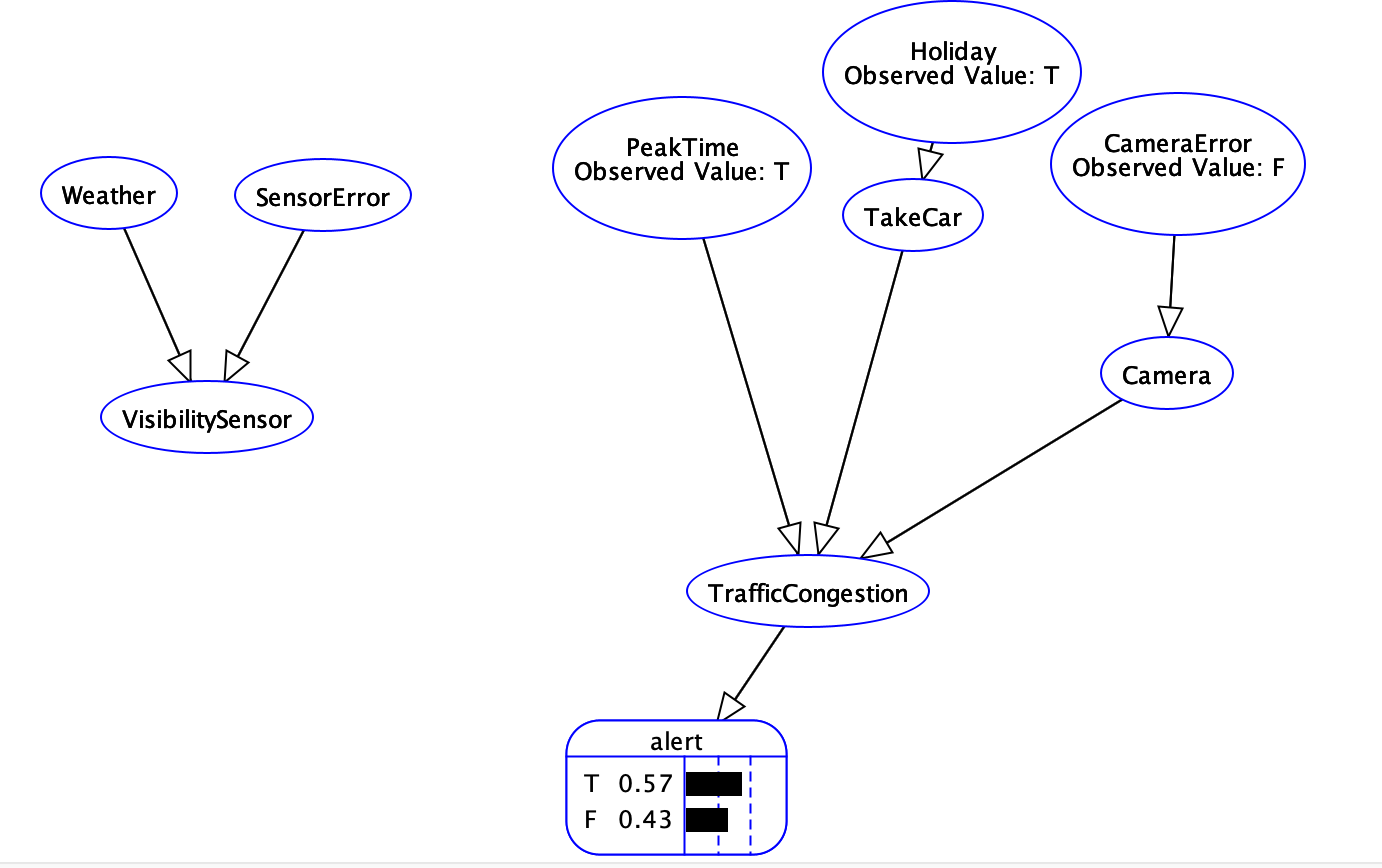 Holiday
Observed Value: T
PeakTime
Observed Value: T
CameraError
Observed Value: F
Weather
SensorError
TakeCar
Camera
VisibilitySensor
TrafficCongestion
alert
T 0.57
F 0.43